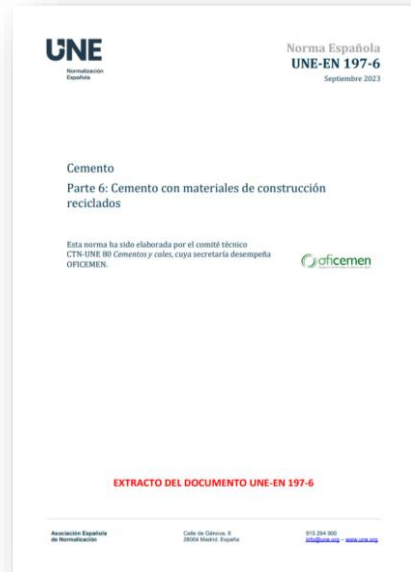 UNE
Normalización
Española
Norma Española
UNE-EN 197-6
Septiembre 2023
Cemento
Parte 6: Cemento con materiales de construcción
reciclados
Esta norma ha sido elaborada por el comité técnico
CTN-UNE 80 Cementos y cales, cuya secretaría desempeña
OFICEMEN.
oficemen
EXTRACTO DEL DOCUMENTO UNE-EN 197-6
Asociación Española
de Normalización
Calle de Génova, 6
28004 Madrid. España
915 294 900
info@une.org - www.une.org